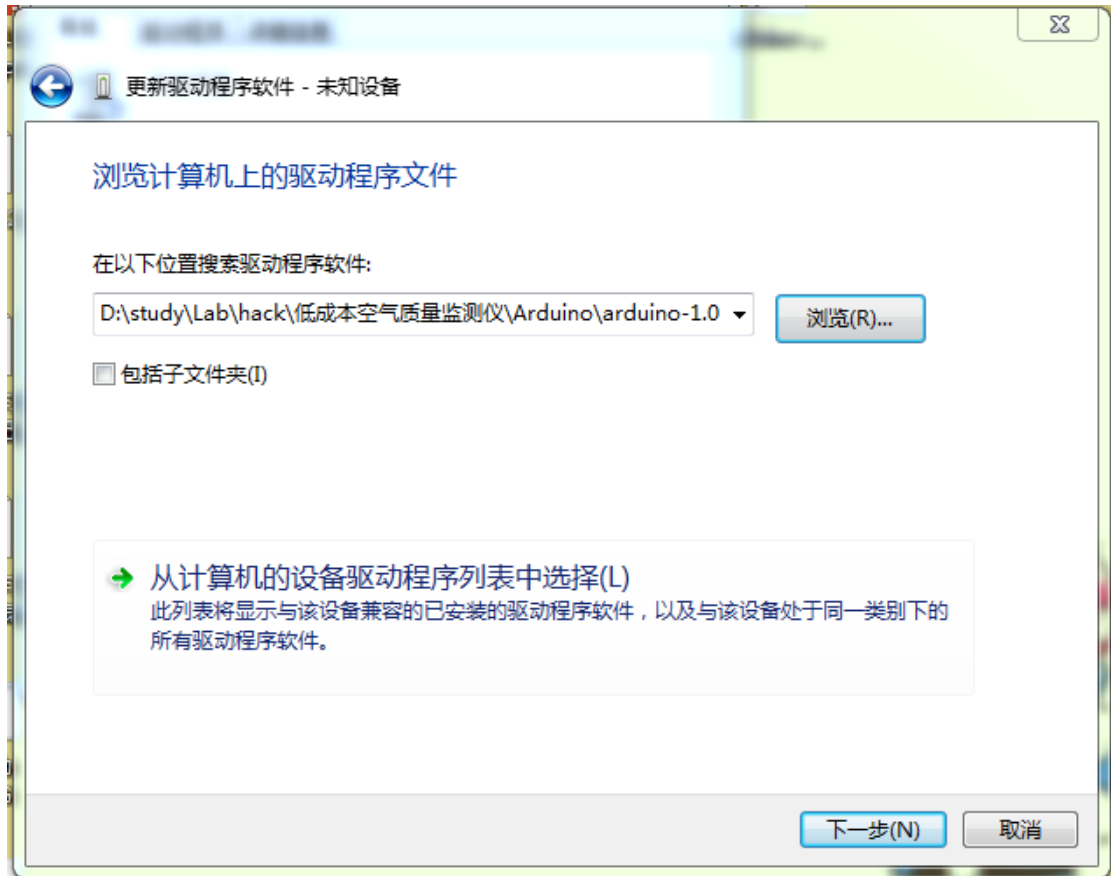 更新驱动程序软件 - 未知设备
浏览计算机上的驱动程序文件
在以下位置搜索驱动程序软件:
D:\study\Lab\hack\低成本空气质量监测仪\Arduino\arduino-1.0
浏览(R)...
包括子文件夹(I)
从计算机的设备驱动程序列表中选择(L)
此列表将显示与该设备兼容的已安装的驱动程序软件，以及与该设备处于同一类别下的
所有驱动程序软件。
下一步(N)
取消